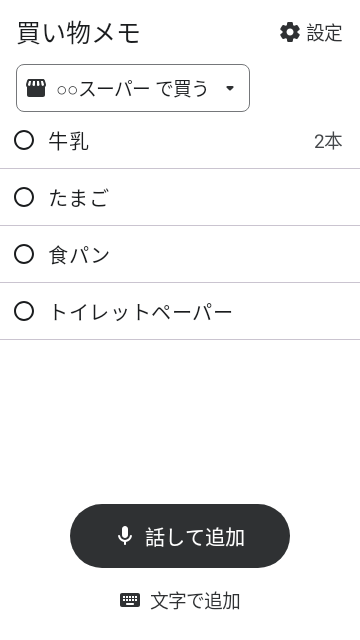 買い物メモ
設定
○○スーパー で買う
牛乳 2本
たまご
食パン
トイレットペーパー
話して追加
文字で追加